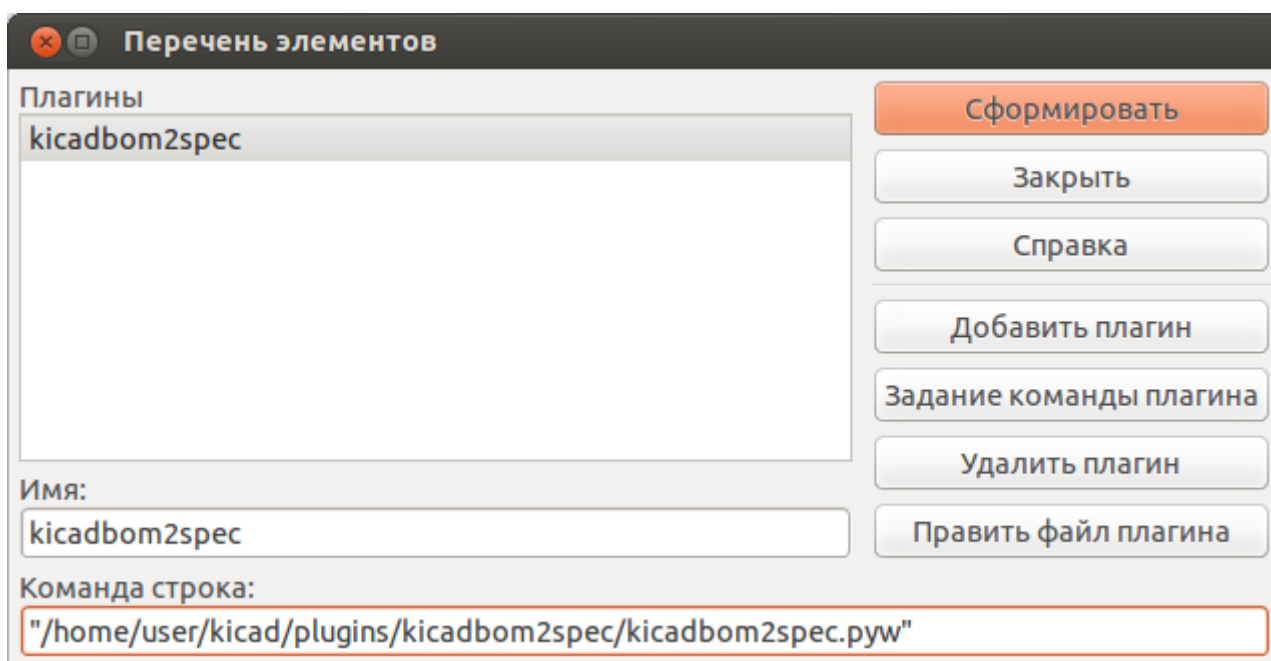 Перечень элементов
Плагины
kicadbom2spec
Сформировать
Закрыть
Справка
Добавить плагин
Задание команды плагина
Удалить плагин
Править файл плагина
Имя:
kicadbom2spec
Команда строка:
"/home/user/kicad/plugins/kicadbom2spec/kicadbom2spec.pyw"